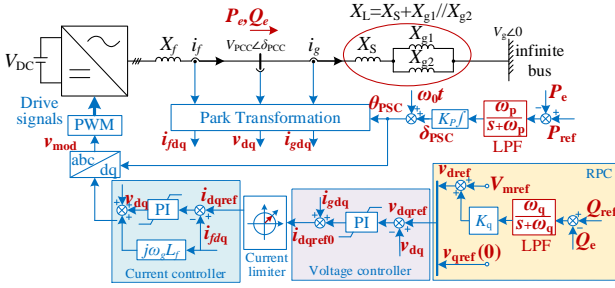 X_L=X_S+X_g1//X_g2
P_e, Q_e
X_f
i_f
V_PCC∠δ_PCC
i_g
X_S
X_g1
X_g2
V_g∠0
infinite
bus
V_DC
Drive
signals
PWM
v_mod
abc
dq
Park Transformation
i_fdq
v_dq
i_gdq
θ_PSC
ω_0t
δ_PSC
K_P∫
ω_p
s+ω_p
LPF
P_e
P_ref
RPC
v_dref
V_mref
K_q
ω_q
s+ω_q
LPF
Q_ref
Q_e
v_qref(0)
v_dq
PI
i_dqref
i_fdq
jω_gL_f
Current controller
Current
limiter
i_gdq
i_dqref0
PI
v_dqref
v_dq
Voltage controller